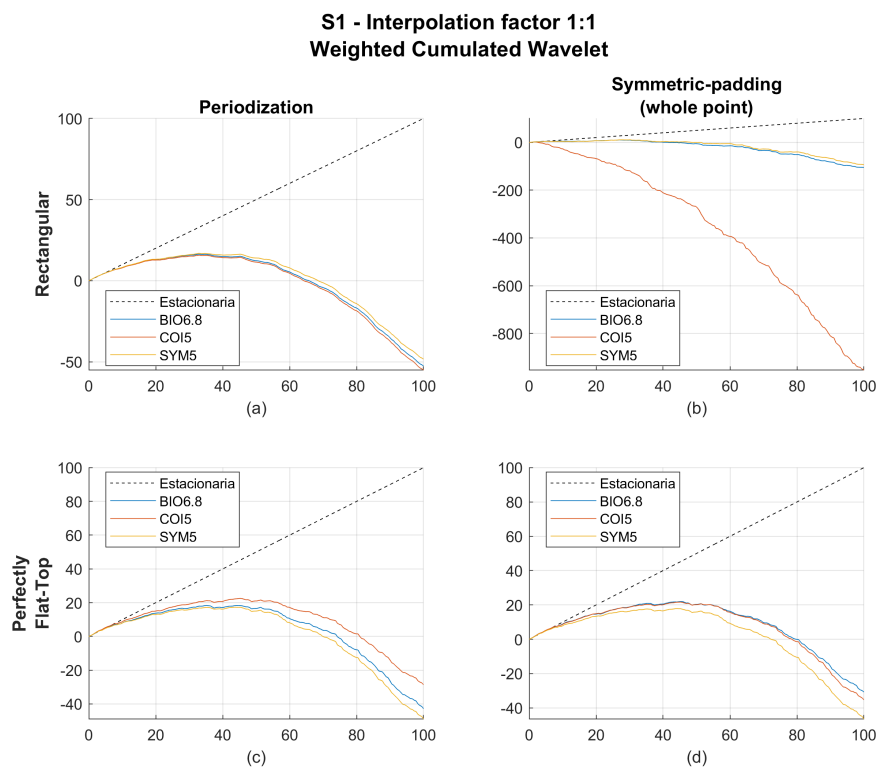 S1 - Interpolation factor 1:1
Weighted Cumulated Wavelet
Periodization
Symmetric-padding
(whole point)
Rectangular
100
50
0
-50
0
20
40
60
80
100
Estacionaria
BIO6.8
COI5
SYM5
(a)
0
-200
-400
-600
-800
0
20
40
60
80
100
Estacionaria
BIO6.8
COI5
SYM5
(b)
Perfectly
Flat-Top
100
80
60
40
20
0
-20
-40
0
20
40
60
80
100
Estacionaria
BIO6.8
COI5
SYM5
(c)
100
80
60
40
20
0
-20
-40
0
20
40
60
80
100
Estacionaria
BIO6.8
COI5
SYM5
(d)